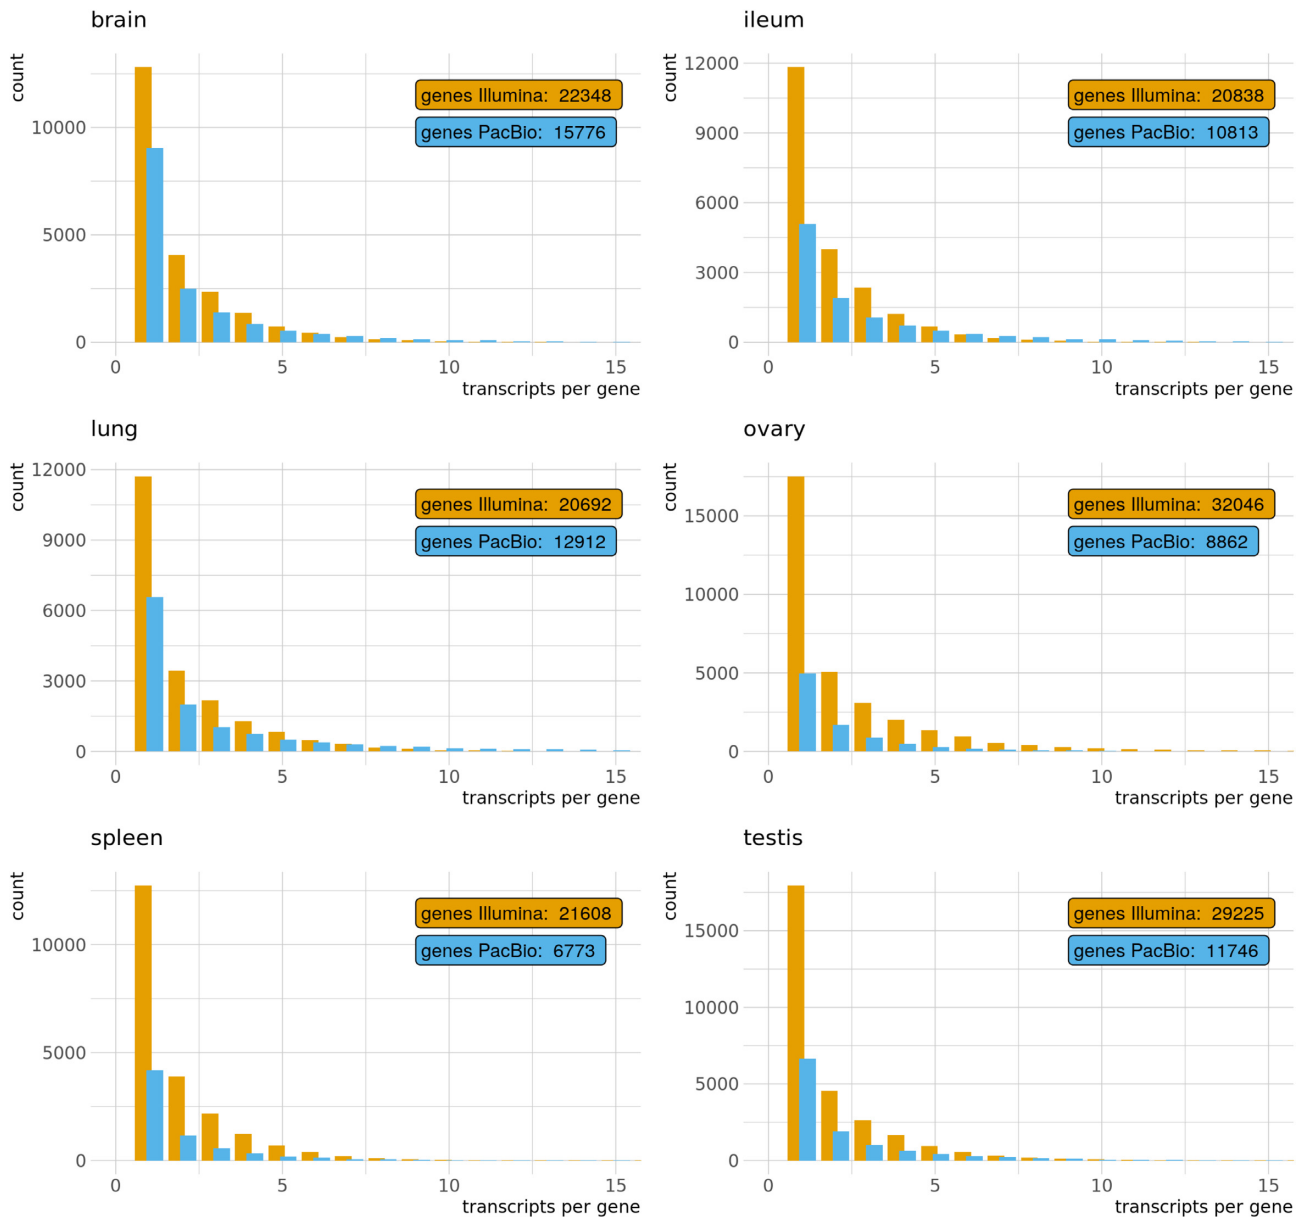 brain
count
genes Illumina: 22348
genes PacBio: 15776
10000
5000
0
0 5 10 15
transcripts per gene
ileum
count
12000
genes Illumina: 20838
genes PacBio: 10813
9000
6000
3000
0
0 5 10 15
transcripts per gene
lung
count
12000
genes Illumina: 20692
genes PacBio: 12912
9000
6000
3000
0
0 5 10 15
transcripts per gene
ovary
count
genes Illumina: 32046
15000
genes PacBio: 8862
10000
5000
0
0 5 10 15
transcripts per gene
spleen
count
genes Illumina: 21608
10000
genes PacBio: 6773
5000
0
0 5 10 15
transcripts per gene
testis
count
genes Illumina: 29225
15000
genes PacBio: 11746
10000
5000
0
0 5 10 15
transcripts per gene